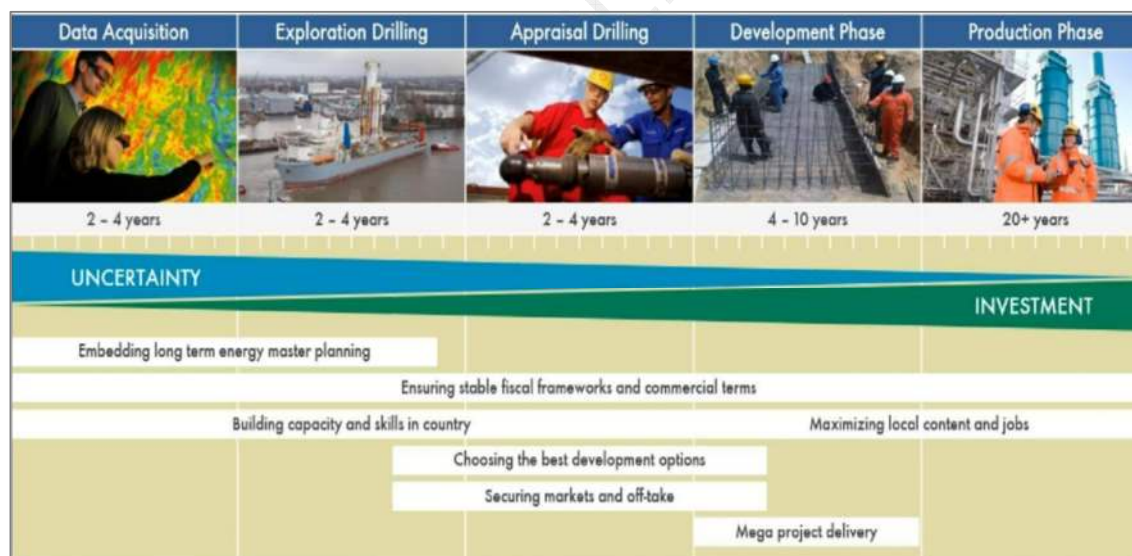 Data Acquisition
Exploration Drilling
Appraisal Drilling
Development Phase
Production Phase
2 – 4 years
2 – 4 years
2 – 4 years
4 – 10 years
20+ years
UNCERTAINTY
INVESTMENT
Embedding long term energy master planning
Ensuring stable fiscal frameworks and commercial terms
Building capacity and skills in country
Maximizing local content and jobs
Choosing the best development options
Securing markets and off-take
Mega project delivery